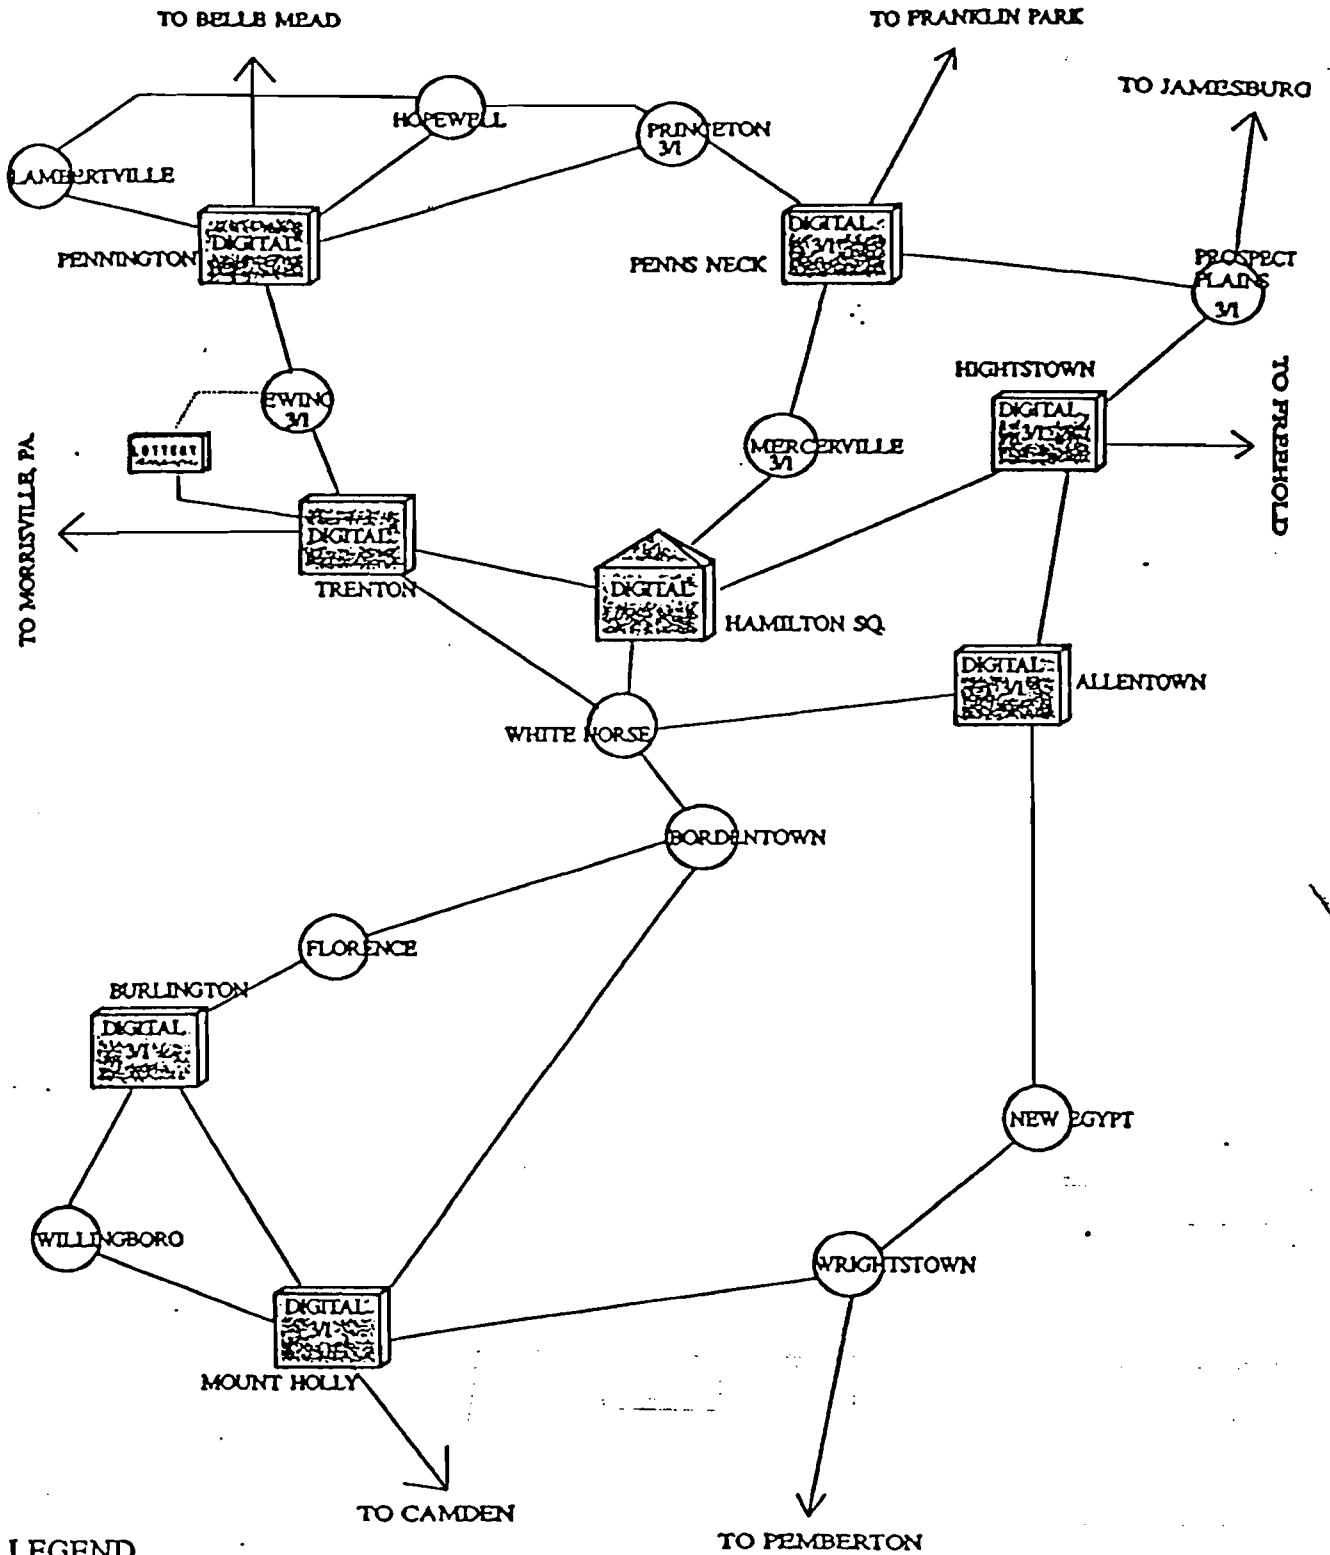 TO BELLE MEAD
TO FRANKLIN PARK
TO JAMESBURG
HOPEWELL
PRINCETON
3/1
LAMBERTVILLE
DIGITAL
PENNINGTON
DIGITAL
3/1
PENNS NECK
PROSPECT
PLAINS
3/1
HIGHTSTOWN
DIGITAL
3/1
TO FREEHOLD
EWING
3/1
LOTTERY
MERCERVILLE
3/1
TO MORRISVILLE, PA.
DIGITAL
TRENTON
DIGITAL
HAMILTON SQ.
DIGITAL
3/1
ALLENTOWN
WHITE HORSE
BORDENTOWN
FLORENCE
BURLINGTON
DIGITAL
3/1
NEW EGYPT
WILLINGBORO
WRIGHTSTOWN
DIGITAL
3/1
MOUNT HOLLY
TO CAMDEN
TO PEMBERTON
LEGEND